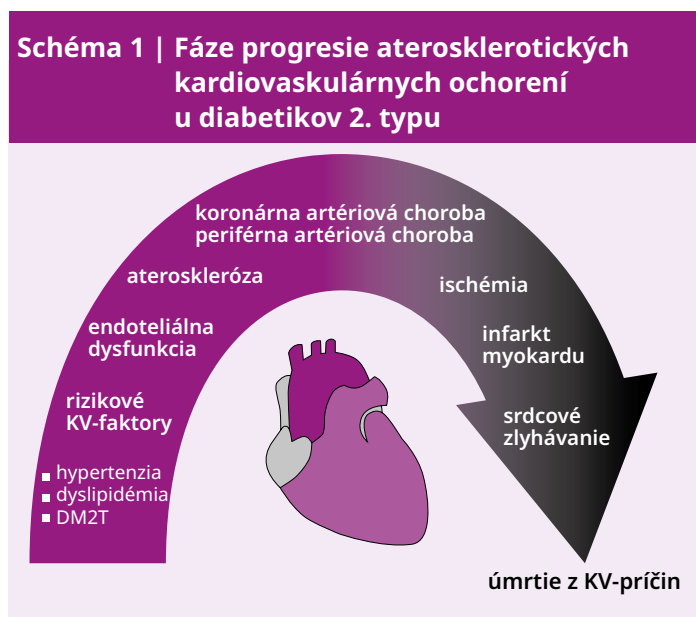 Schéma 1 | Fáze progresie aterosklerotických
kardiovaskulárnych ochorení
u diabetikov 2. typu
koronárna artériová choroba
periférna artériová choroba
ateroskleróza
ischémia
endoteliálna
dysfunkcia
infarkt
myokardu
rizikové
KV-faktory
srdcové
zlyhávanie
hypertenzia
dyslipidémia
DM2T
úmrtie z KV-príčin